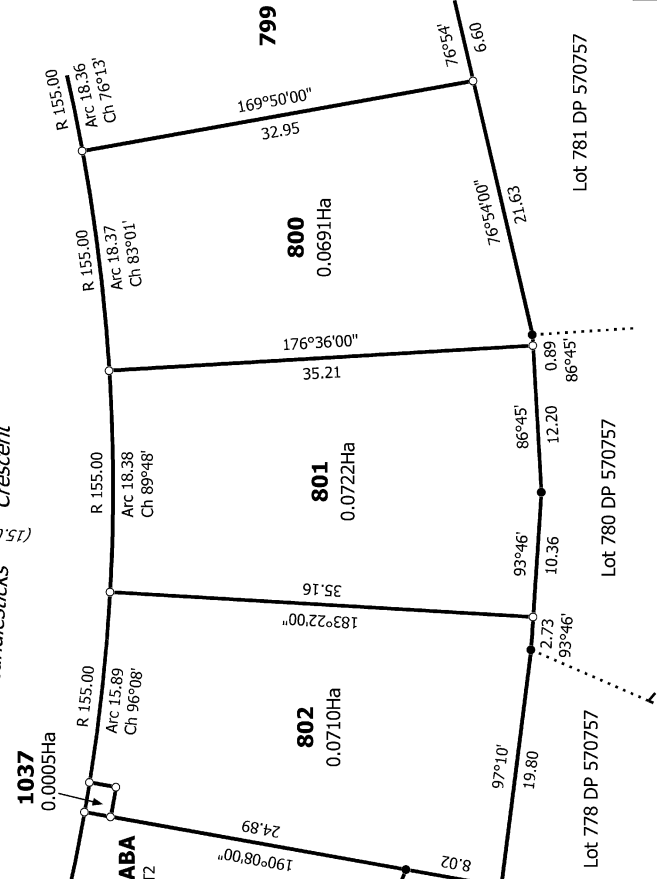 799
R 155.00
Arc 18.36
Ch 76°13'
169°50'00"
32.95
76°54'
6.60
Lot 781 DP 570757
R 155.00
Arc 18.37
Ch 83°01'
800
0.0691Ha
76°54'00"
21.63
176°36'00"
35.21
0.89
86°45'
Crescent
R 155.00
Arc 18.38
Ch 89°48'
801
0.0722Ha
86°45'
12.20
93°46'
10.36
Lot 780 DP 570757
35.16
183°22'00"
2.73
93°46'
R 155.00
Arc 15.89
Ch 96°08'
802
0.0710Ha
97°10'
19.80
Lot 778 DP 570757
1037
0.0005Ha
24.89
190°08'00"
8.02